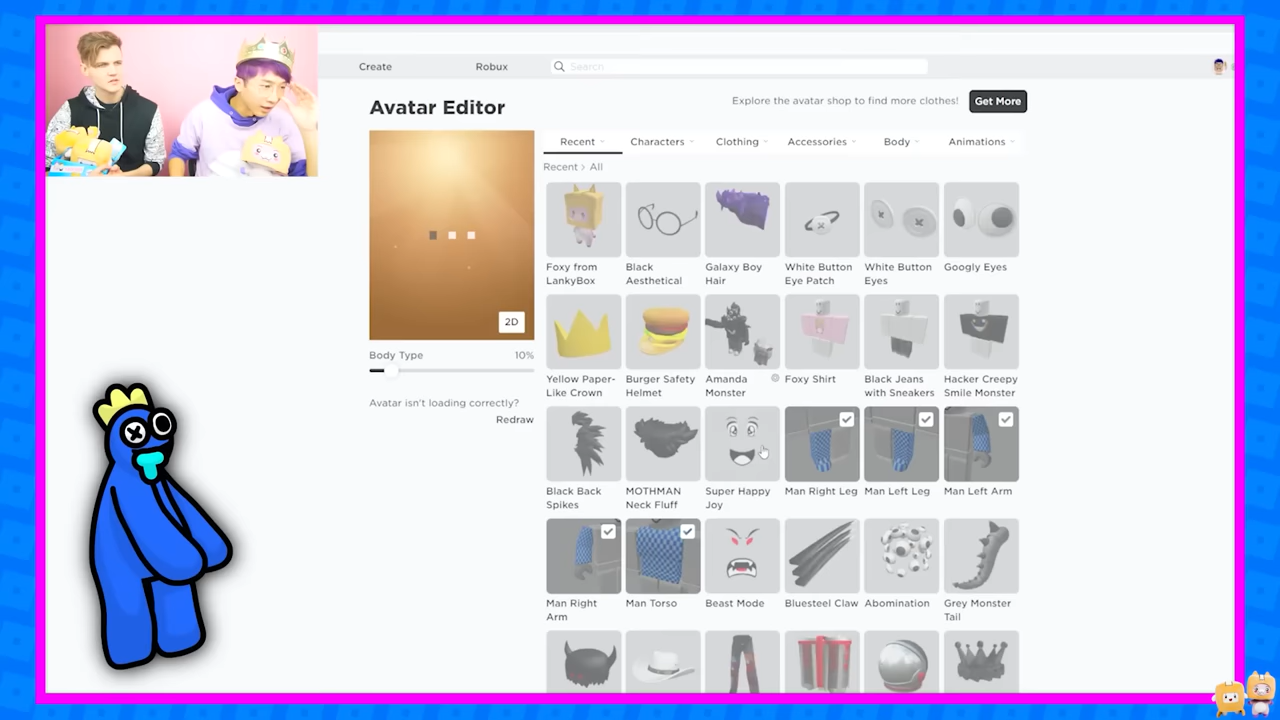 Create
Robux
Search
Avatar Editor
Explore the avatar shop to find more clothes!
Get More
Recent
Characters
Clothing
Accessories
Body
Animations
Recent > All
2D
Body Type
10%
Avatar isn't loading correctly?
Redraw
Foxy from
LankyBox
Black
Aesthetical
Galaxy Boy
Hair
White Button
Eye Patch
White Button
Eyes
Googly Eyes
Yellow Paper-
Like Crown
Burger Safety
Helmet
Amanda
Monster
Foxy Shirt
Black Jeans
with Sneakers
Hacker Creepy
Smile Monster
Black Back
Spikes
MOTHMAN
Neck Fluff
Super Happy
Joy
Man Right Leg
Man Left Leg
Man Left Arm
Man Right
Arm
Man Torso
Beast Mode
Bluesteel Claw
Abomination
Grey Monster
Tail